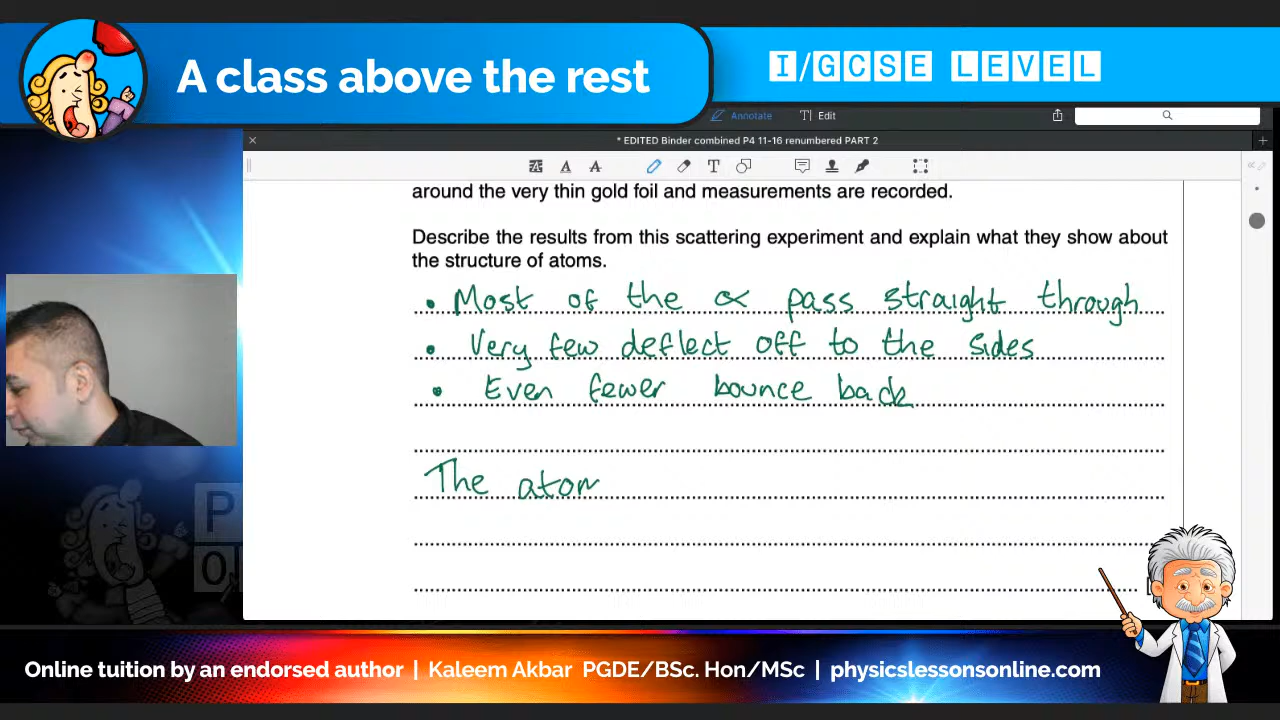 A class above the rest
I/GCSE LEVEL
Annotate
Edit
* EDITED Binder combined P4 11-16 renumbered PART 2
around the very thin gold foil and measurements are recorded.
Describe the results from this scattering experiment and explain what they show about
the structure of atoms.
• Most of the ∝ pass straight through
• Very few deflect off to the sides
• Even fewer bounce back
The atom
P
O
Online tuition by an endorsed author | Kaleem Akbar PGDE/BSc. Hon/MSc | physicslessonsonline.com